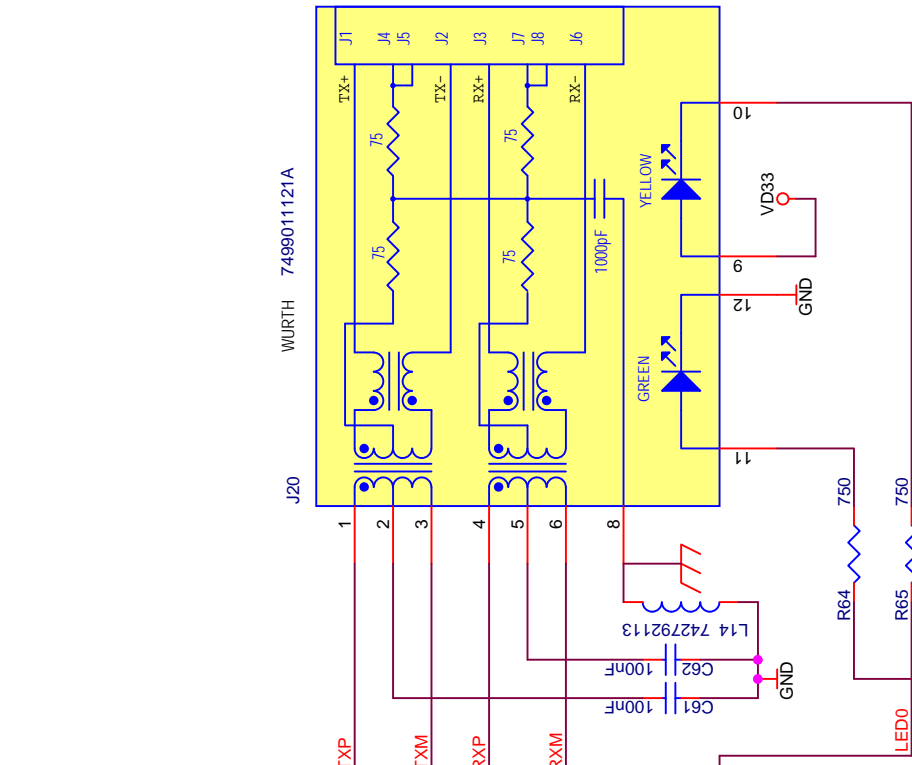 J1
J4
J5
J2
J3
J7
J8
J6
TX+
TX-
RX+
RX-
75
75
75
75
1000pF
YELLOW
GREEN
WURTH 7499011121A
J20
10
9
12
11
VD33
GND
1
2
3
4
5
6
8
L14 742792113
100nF C62
100nF C61
GND
750
R64
750
R65
TXP
TXM
RXP
RXM
LED0